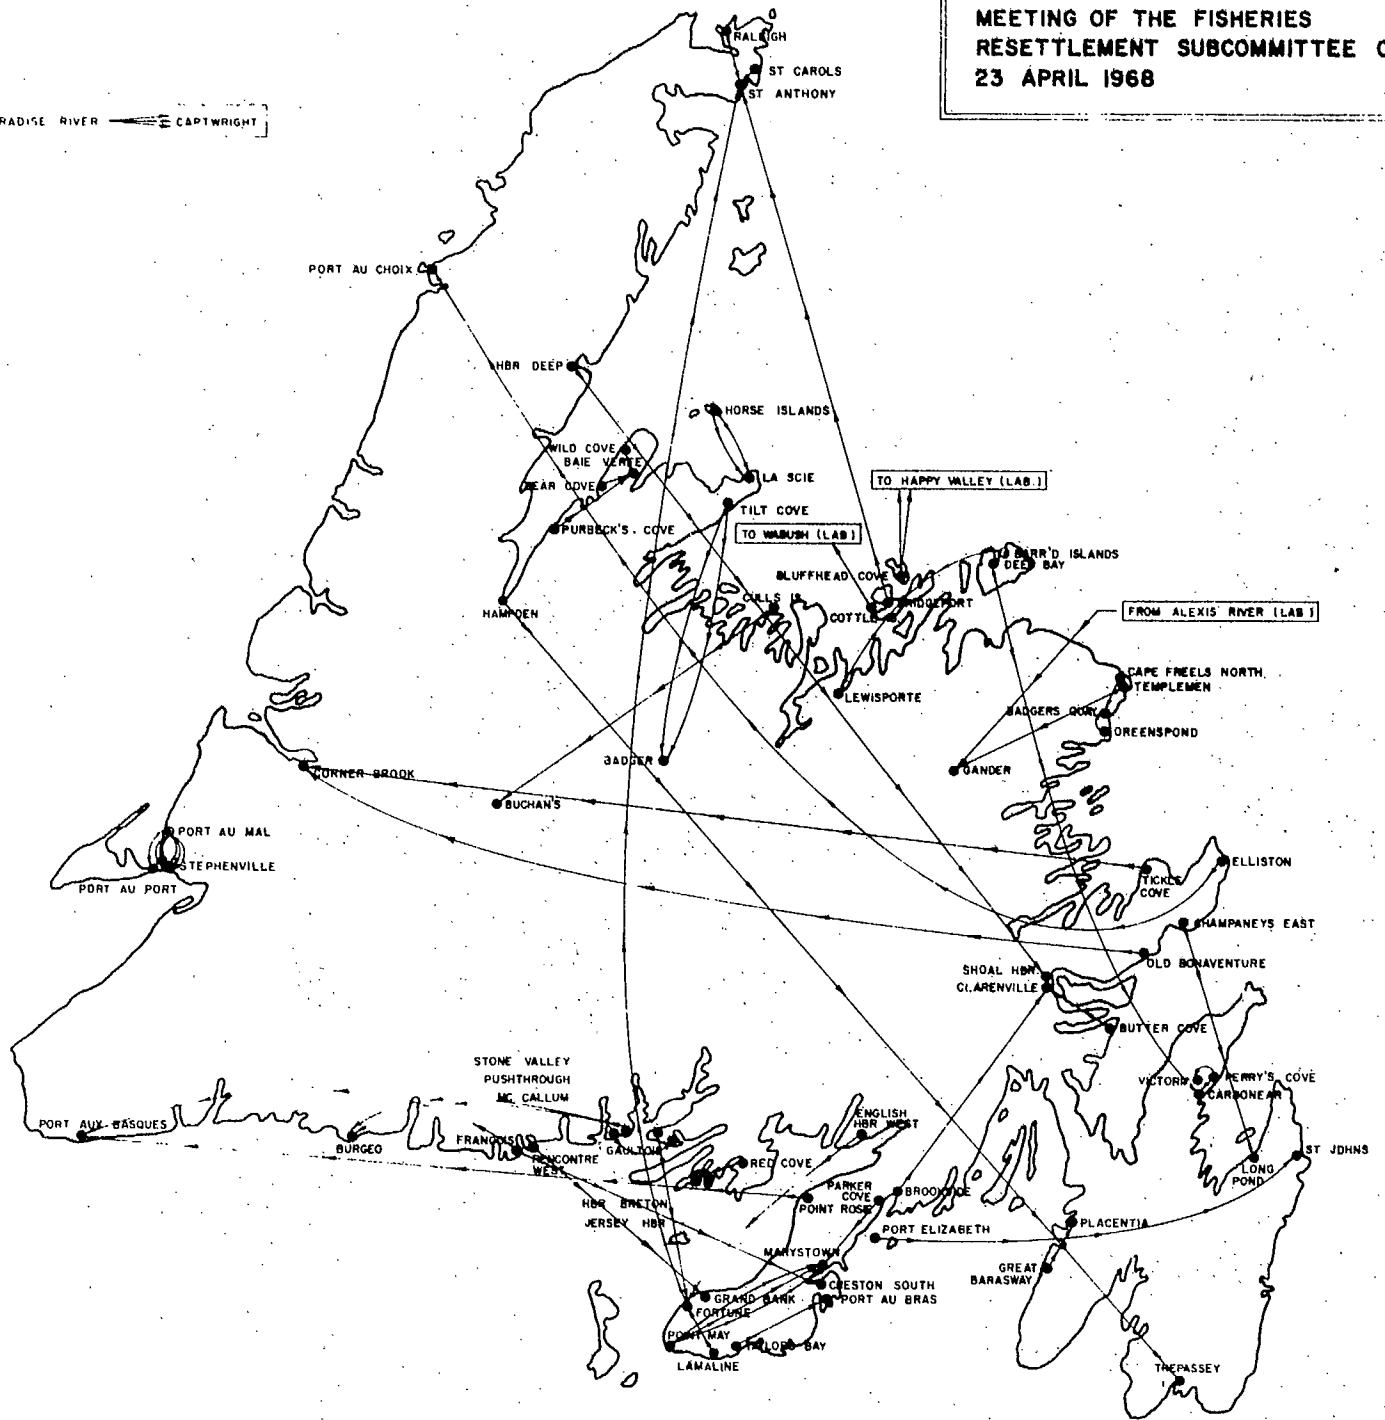 MEETING OF THE FISHERIES
RESETTLEMENT SUBCOMMITTEE
23 APRIL 1968
RALEIGH
ST CAROLS
ST ANTHONY
RADISE RIVER
CARTWRIGHT
PORT AU CHOIX
HBR DEEP
HORSE ISLANDS
WILD COVE
BAIE VERTE
BEAR COVE
LA SCIE
TO HAPPY VALLEY (LAB.)
TILT COVE
PURBECK'S COVE
TO WABUSH (LAB)
BARR'D ISLANDS
DEEP BAY
BLUFFHEAD COVE
CULLS IS.
BRIDGEPORT
HAMPDEN
COTTLE
FROM ALEXIS RIVER (LAB)
CAPE FREELS NORTH
TEMPLEMEN
LEWISPORTE
BADGERS QUAY
GREENSPOND
BADGER
GANDER
CORNER BROOK
BUCHAN'S
PORT AU MAL
STEPHENVILLE
PORT AU PORT
ELLISTON
TICKLE
COVE
CHAMPANEYS EAST
OLD BONAVENTURE
SHOAL HBR.
CLARENVILLE
BUTTER COVE
STONE VALLEY
PUSHTHROUGH
MC CALLUM
VICTORIA
PERRY'S COVE
CARBONEAR
PORT AUX BASQUES
BURGEO
FRANCOIS
GAULTOIS
ENGLISH
HBR WEST
RENCONTRE
WEST
RED COVE
LONG
POND
ST JOHNS
HBR BRETON
JERSEY HBR
PARKER
COVE
BROOKSIDE
POINT ROSE
PORT ELIZABETH
PLACENTIA
MARYSTOWN
GREAT
BARASWAY
CRESTON SOUTH
GRAND BANK
PORT AU BRAS
FORTUNE
POINT MAY
TAYLORS BAY
LAMALINE
TREPASSEY